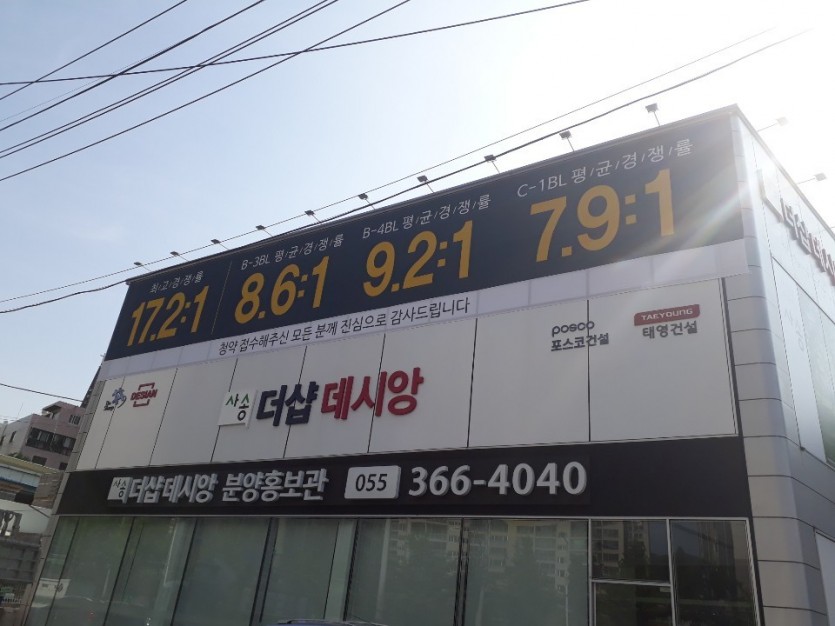 최/고/경/쟁/률
17.2:1
B-3BL 평/균/경/쟁/률
8.6:1
B-4BL 평/균/경/쟁/률
9.2:1
C-1BL 평/균/경/쟁/률
7.9:1
청약 접수해주신 모든 분께 진심으로 감사드립니다
DESIAN
사송 더샵 데시앙
posco
포스코건설
TAEYOUNG
태영건설
사송 더샵 데시앙 분양홍보관 055 366-4040
더샵